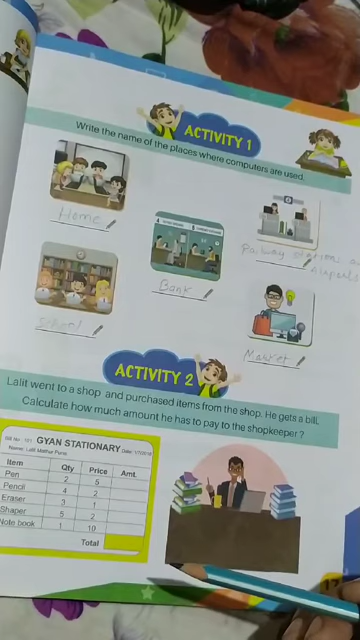 ACTIVITY 1
Write the name of the places where computers are used.
Home
Railway stations
Bank
School
Market
ACTIVITY 2
Lalit went to a shop and purchased items from the shop. He gets a bill.
Calculate how much amount he has to pay to the shopkeeper?
GYAN STATIONARY
Item Qty Price Amt.
Pen 2 5
Pencil 4 2
Eraser 3 1
Shaper 5 2
Note book 1 10
Total